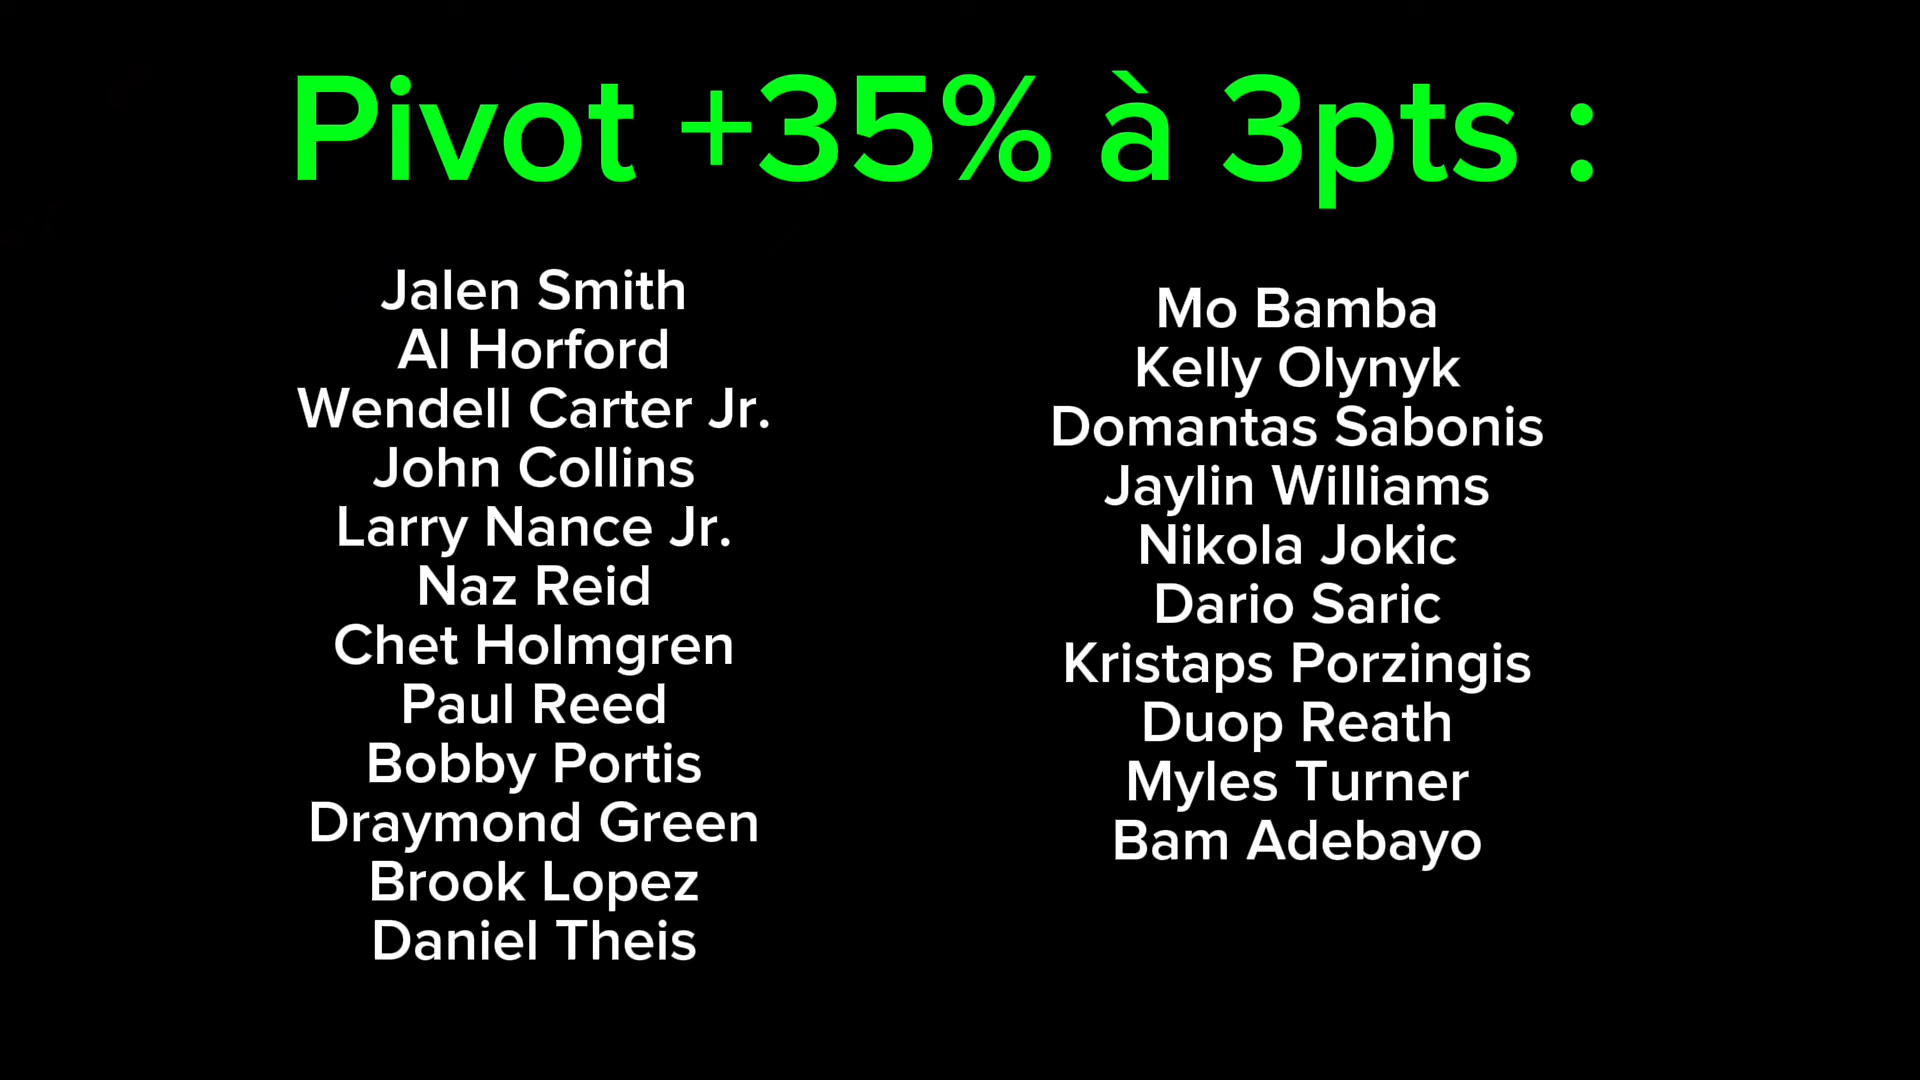 Pivot +35% à 3pts :
Jalen Smith
Al Horford
Wendell Carter Jr.
John Collins
Larry Nance Jr.
Naz Reid
Chet Holmgren
Paul Reed
Bobby Portis
Draymond Green
Brook Lopez
Daniel Theis
Mo Bamba
Kelly Olynyk
Domantas Sabonis
Jaylin Williams
Nikola Jokic
Dario Saric
Kristaps Porzingis
Duop Reath
Myles Turner
Bam Adebayo